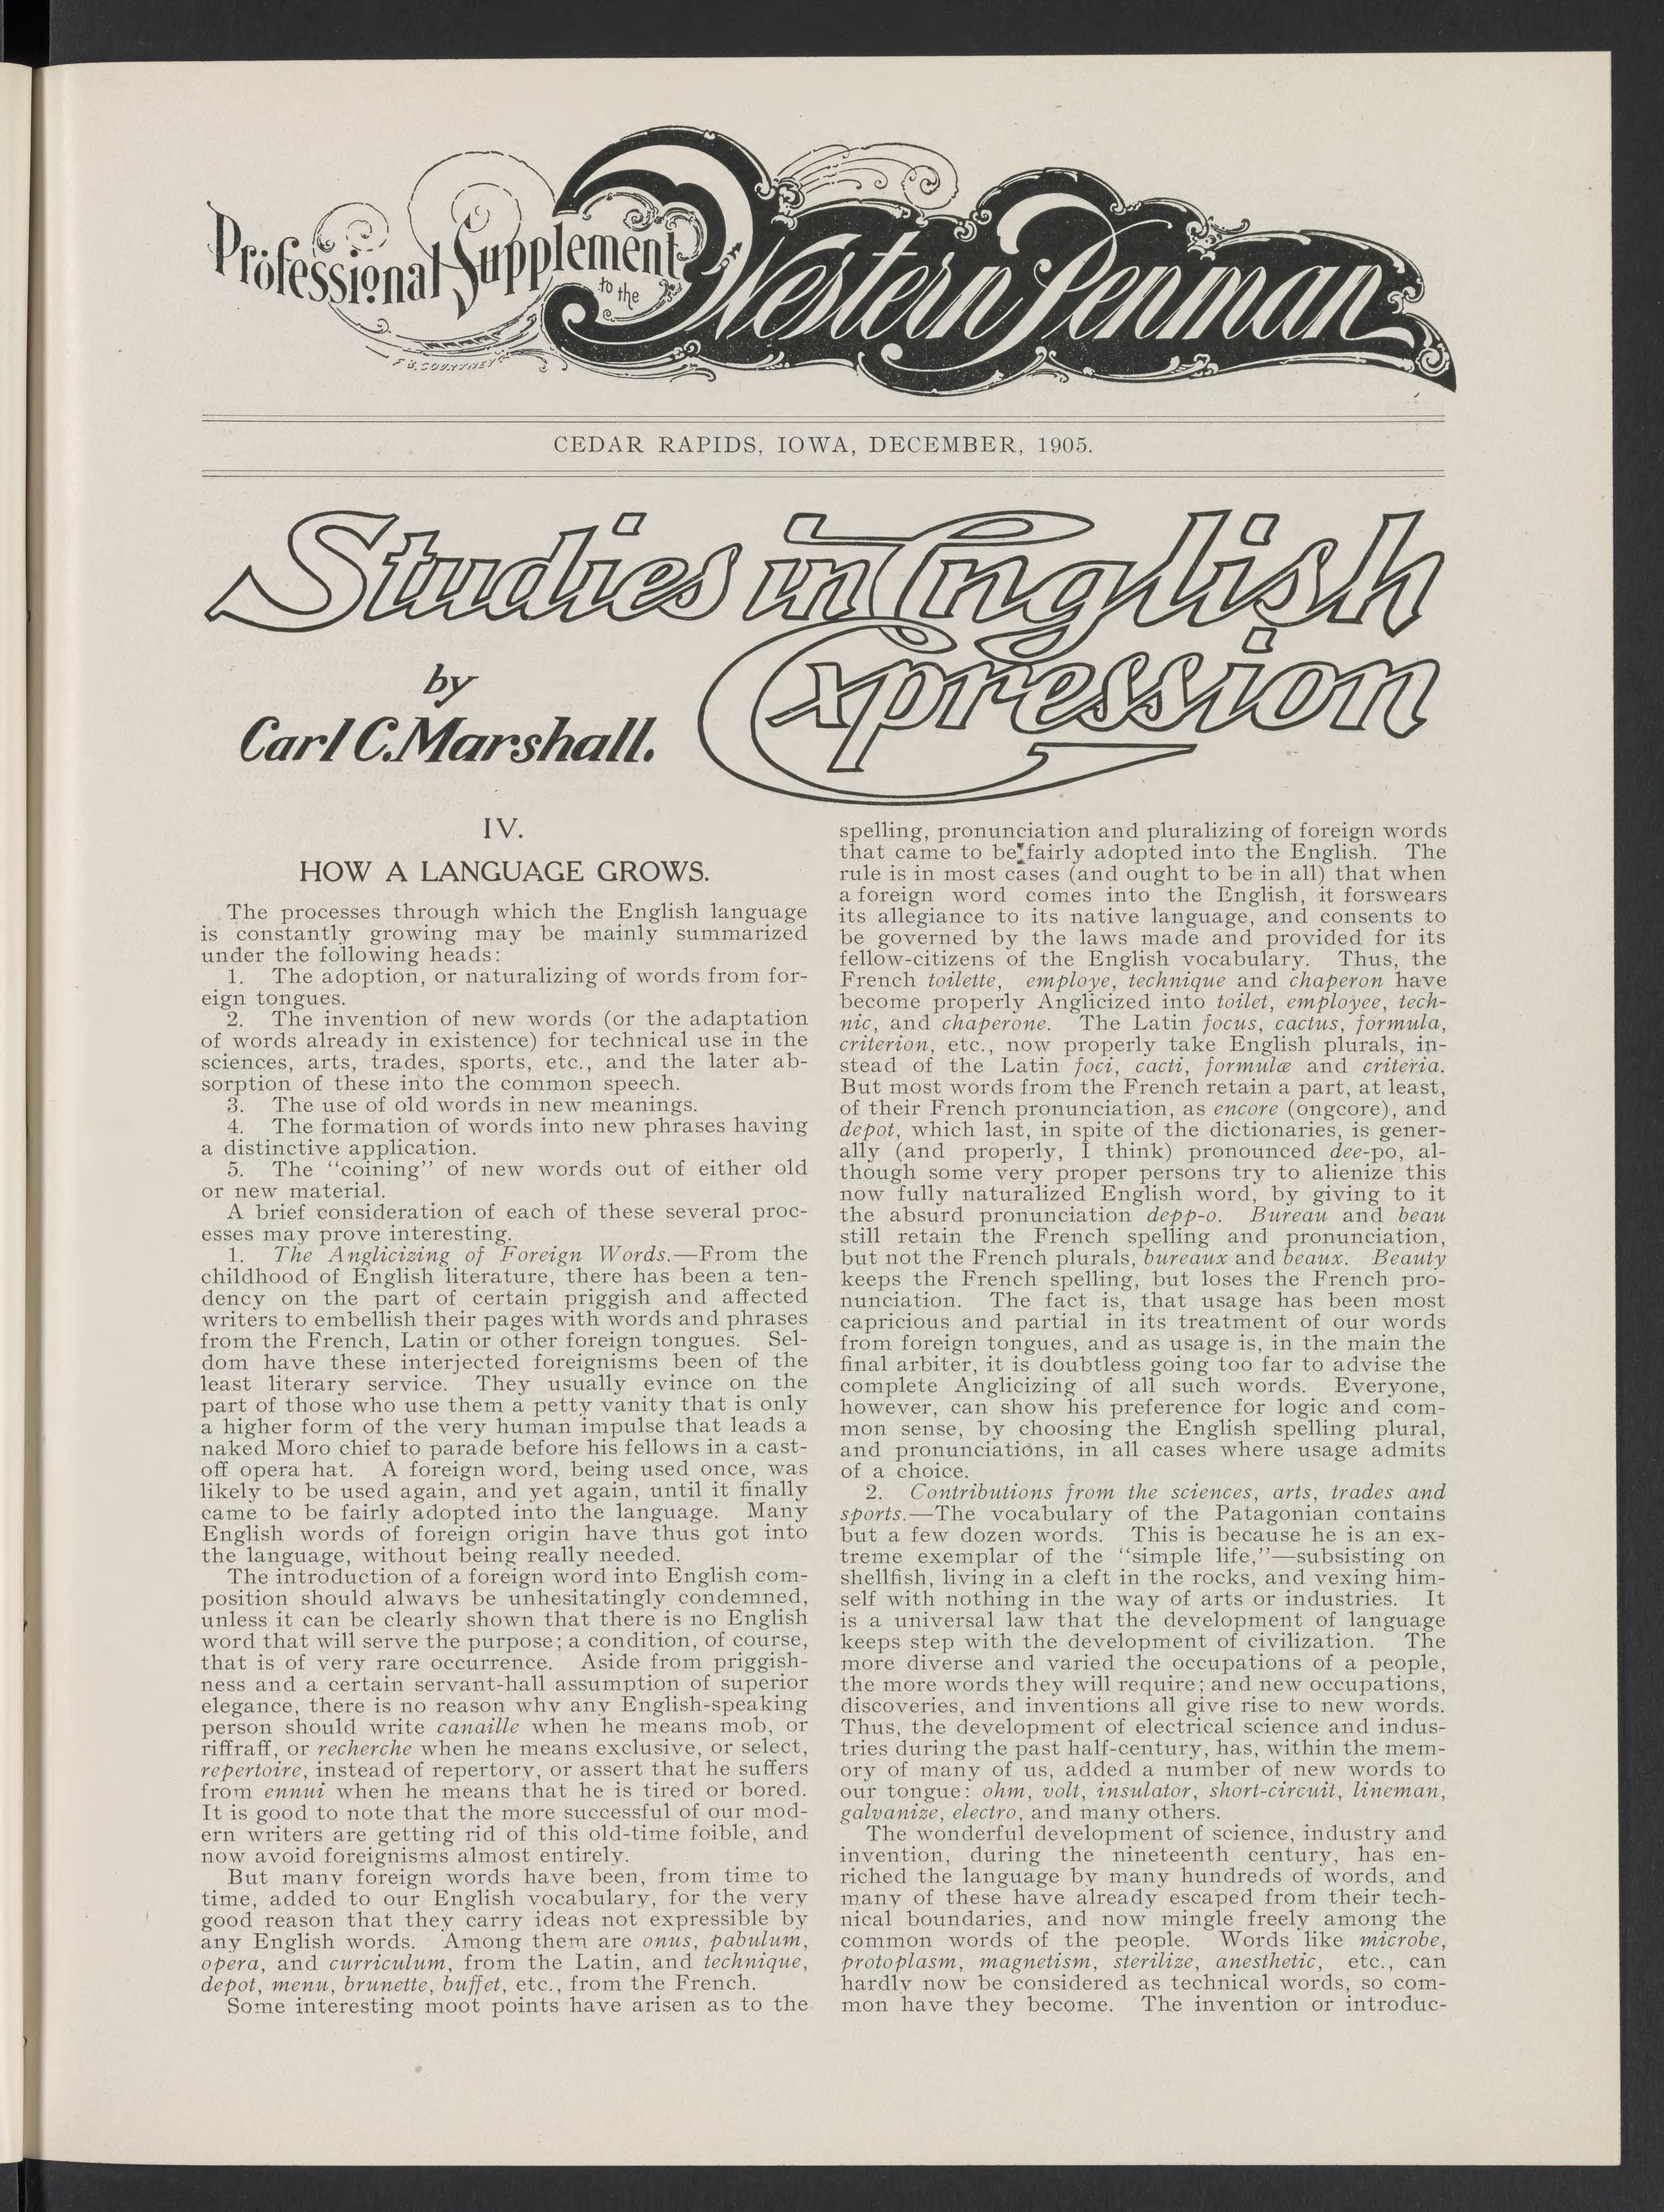 Professional Supplement
to the
Western Penman
F. B. COURTNEY
CEDAR RAPIDS, IOWA, DECEMBER, 1905.
Studies in English
Expression
by
Carl C. Marshall.
IV.
HOW A LANGUAGE GROWS.
The processes through which the English language
is constantly growing may be mainly summarized
under the following heads:
1. The adoption, or naturalizing of words from for-
eign tongues.
2. The invention of new words (or the adaptation
of words already in existence) for technical use in the
sciences, arts, trades, sports, etc., and the later ab-
sorption of these into the common speech.
3. The use of old words in new meanings.
4. The formation of words into new phrases having
a distinctive application.
5. The "coining" of new words out of either old
or new material.
A brief consideration of each of these several proc-
esses may prove interesting.
1. The Anglicizing of Foreign Words.—From the
childhood of English literature, there has been a ten-
dency on the part of certain priggish and affected
writers to embellish their pages with words and phrases
from the French, Latin or other foreign tongues. Sel-
dom have these interjected foreignisms been of the
least literary service. They usually evince on the
part of those who use them a petty vanity that is only
a higher form of the very human impulse that leads a
naked Moro chief to parade before his fellows in a cast-
off opera hat. A foreign word, being used once, was
likely to be used again, and yet again, until it finally
came to be fairly adopted into the language. Many
English words of foreign origin have thus got into
the language, without being really needed.
The introduction of a foreign word into English com-
position should always be unhesitatingly condemned,
unless it can be clearly shown that there is no English
word that will serve the purpose; a condition, of course,
that is of very rare occurrence. Aside from priggish-
ness and a certain servant-hall assumption of superior
elegance, there is no reason why any English-speaking
person should write canaille when he means mob, or
riffraff, or recherche when he means exclusive, or select,
repertoire, instead of repertory, or assert that he suffers
from ennui when he means that he is tired or bored.
It is good to note that the more successful of our mod-
ern writers are getting rid of this old-time foible, and
now avoid foreignisms almost entirely.
But many foreign words have been, from time to
time, added to our English vocabulary, for the very
good reason that they carry ideas not expressible by
any English words. Among them are onus, pabulum,
opera, and curriculum, from the Latin, and technique,
depot, menu, brunette, buffet, etc., from the French.
Some interesting moot points have arisen as to the
spelling, pronunciation and pluralizing of foreign words
that came to be fairly adopted into the English. The
rule is in most cases (and ought to be in all) that when
a foreign word comes into the English, it forswears
its allegiance to its native language, and consents to
be governed by the laws made and provided for its
fellow-citizens of the English vocabulary. Thus, the
French toilette, employe, technique and chaperon have
become properly Anglicized into toilet, employee, tech-
nic, and chaperone. The Latin focus, cactus, formula,
criterion, etc., now properly take English plurals, in-
stead of the Latin foci, cacti, formulæ and criteria.
But most words from the French retain a part, at least,
of their French pronunciation, as encore (ongcore), and
depot, which last, in spite of the dictionaries, is gener-
ally (and properly, I think) pronounced dee-po, al-
though some very proper persons try to alienize this
now fully naturalized English word, by giving to it
the absurd pronunciation depp-o. Bureau and beau
still retain the French spelling and pronunciation,
but not the French plurals, bureaux and beaux. Beauty
keeps the French spelling, but loses the French pro-
nunciation. The fact is, that usage has been most
capricious and partial in its treatment of our words
from foreign tongues, and as usage is, in the main the
final arbiter, it is doubtless going too far to advise the
complete Anglicizing of all such words. Everyone,
however, can show his preference for logic and com-
mon sense, by choosing the English spelling plural,
and pronunciations, in all cases where usage admits
of a choice.
2. Contributions from the sciences, arts, trades and
sports.—The vocabulary of the Patagonian contains
but a few dozen words. This is because he is an ex-
treme exemplar of the "simple life,"—subsisting on
shellfish, living in a cleft in the rocks, and vexing him-
self with nothing in the way of arts or industries. It
is a universal law that the development of language
keeps step with the development of civilization. The
more diverse and varied the occupations of a people,
the more words they will require; and new occupations,
discoveries, and inventions all give rise to new words.
Thus, the development of electrical science and indus-
tries during the past half-century, has, within the mem-
ory of many of us, added a number of new words to
our tongue: ohm, volt, insulator, short-circuit, lineman,
galvanize, electro, and many others.
The wonderful development of science, industry and
invention, during the nineteenth century, has en-
riched the language by many hundreds of words, and
many of these have already escaped from their tech-
nical boundaries, and now mingle freely among the
common words of the people. Words like microbe,
protoplasm, magnetism, sterilize, anesthetic, etc., can
hardly now be considered as technical words, so com-
mon have they become. The invention or introduc-